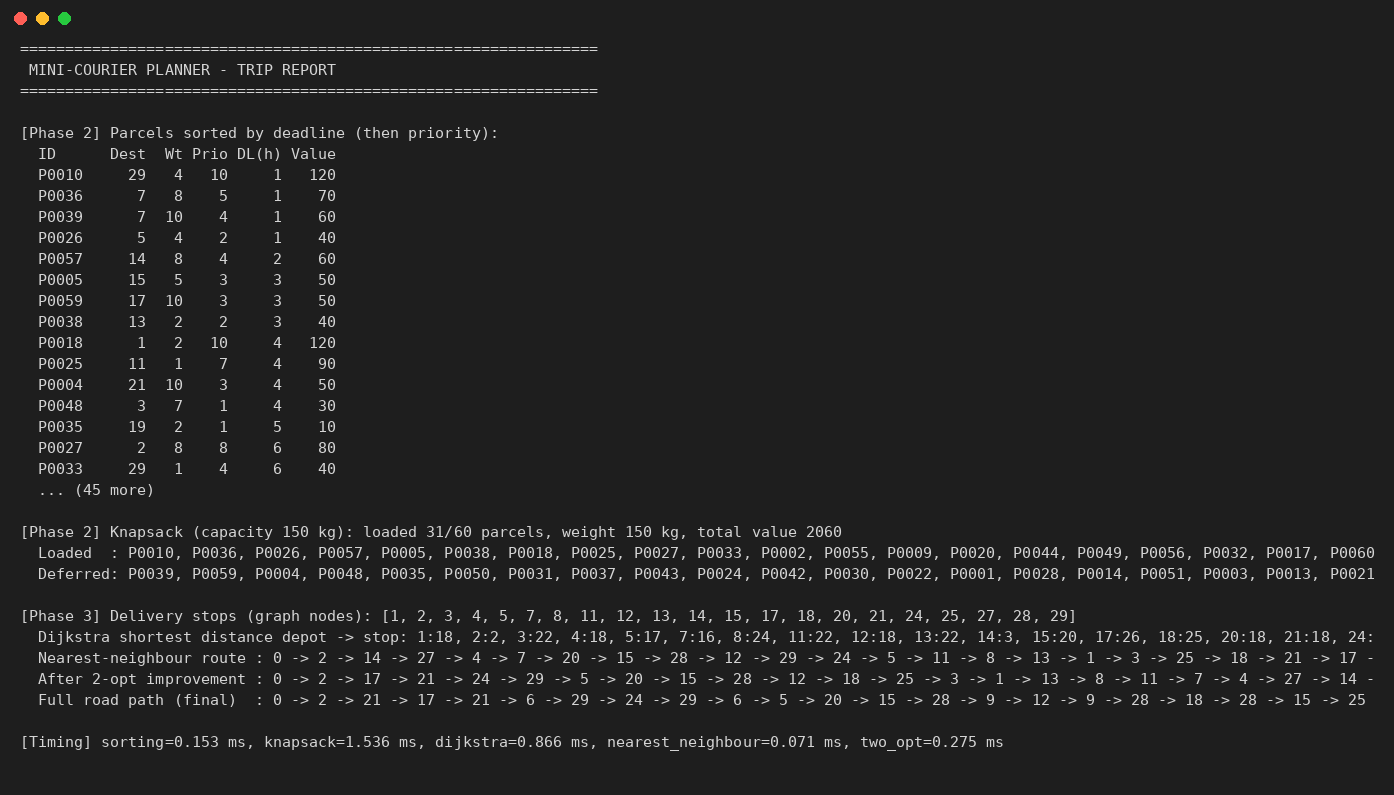 ================================================================
 MINI-COURIER PLANNER - TRIP REPORT
================================================================
[Phase 2] Parcels sorted by deadline (then priority):
  ID      Dest  Wt Prio DL(h) Value
  P0010     29   4   10     1   120
  P0036      7   8    5     1    70
  P0039      7  10    4     1    60
  P0026      5   4    2     1    40
  P0057     14   8    4     2    60
  P0005     15   5    3     3    50
  P0059     17  10    3     3    50
  P0038     13   2    2     3    40
  P0018      1   2   10     4   120
  P0025     11   1    7     4    90
  P0004     21  10    3     4    50
  P0048      3   7    1     4    30
  P0035     19   2    1     5    10
  P0027      2   8    8     6    80
  P0033     29   1    4     6    40
  ... (45 more)
[Phase 2] Knapsack (capacity 150 kg): loaded 31/60 parcels, weight 150 kg, total value 2060
  Loaded  : P0010, P0036, P0026, P0057, P0005, P0038, P0018, P0025, P0027, P0033, P0002, P0055, P0009, P0020, P0044, P0049, P0056, P0032, P0017, P0060
  Deferred: P0039, P0059, P0004, P0048, P0035, P0050, P0031, P0037, P0043, P0024, P0042, P0030, P0022, P0001, P0028, P0014, P0051, P0003, P0013, P0021
[Phase 3] Delivery stops (graph nodes): [1, 2, 3, 4, 5, 7, 8, 11, 12, 13, 14, 15, 17, 18, 20, 21, 24, 25, 27, 28, 29]
  Dijkstra shortest distance depot -> stop: 1:18, 2:2, 3:22, 4:18, 5:17, 7:16, 8:24, 11:22, 12:18, 13:22, 14:3, 15:20, 17:26, 18:25, 20:18, 21:18, 24:
  Nearest-neighbour route : 0 -> 2 -> 14 -> 27 -> 4 -> 7 -> 20 -> 15 -> 28 -> 12 -> 29 -> 24 -> 5 -> 11 -> 8 -> 13 -> 1 -> 3 -> 25 -> 18 -> 21 -> 17 -
  After 2-opt improvement : 0 -> 2 -> 17 -> 21 -> 24 -> 29 -> 5 -> 20 -> 15 -> 28 -> 12 -> 18 -> 25 -> 3 -> 1 -> 13 -> 8 -> 11 -> 7 -> 4 -> 27 -> 14 -
  Full road path (final)  : 0 -> 2 -> 21 -> 17 -> 21 -> 6 -> 29 -> 24 -> 29 -> 6 -> 5 -> 20 -> 15 -> 28 -> 9 -> 12 -> 9 -> 28 -> 18 -> 28 -> 15 -> 25
[Timing] sorting=0.153 ms, knapsack=1.536 ms, dijkstra=0.866 ms, nearest_neighbour=0.071 ms, two_opt=0.275 ms